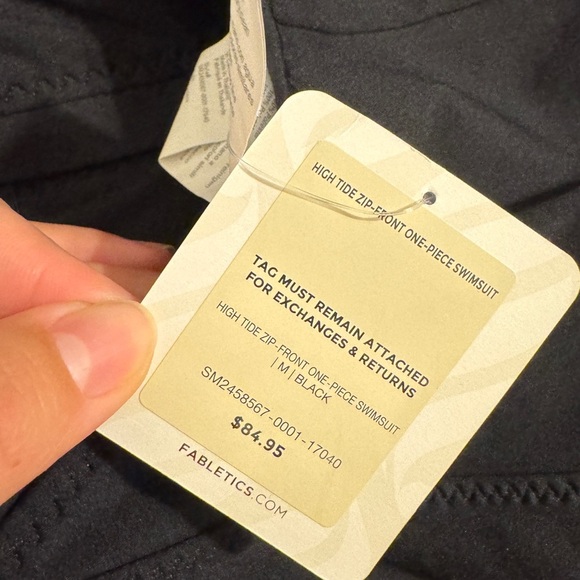 HIGH TIDE ZIP-FRONT ONE-PIECE SWIMSUIT
TAG MUST REMAIN ATTACHED
FOR EXCHANGES & RETURNS
HIGH TIDE ZIP-FRONT ONE-PIECE SWIMSUIT
| M | BLACK
SM2458567-0001-17040
$84.95
FABLETICS.COM